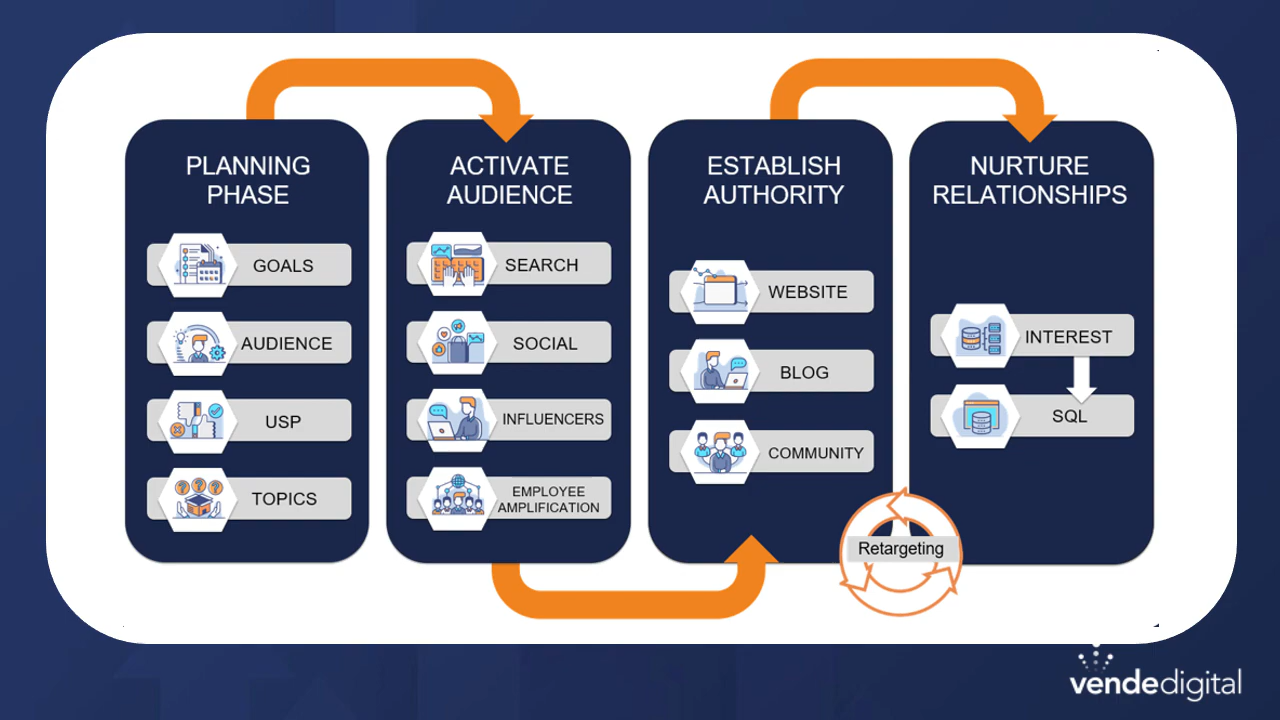 PLANNING
PHASE
GOALS
AUDIENCE
USP
TOPICS
ACTIVATE
AUDIENCE
SEARCH
SOCIAL
INFLUENCERS
EMPLOYEE
AMPLIFICATION
ESTABLISH
AUTHORITY
WEBSITE
BLOG
COMMUNITY
NURTURE
RELATIONSHIPS
INTEREST
SQL
Retargeting
vendedigital